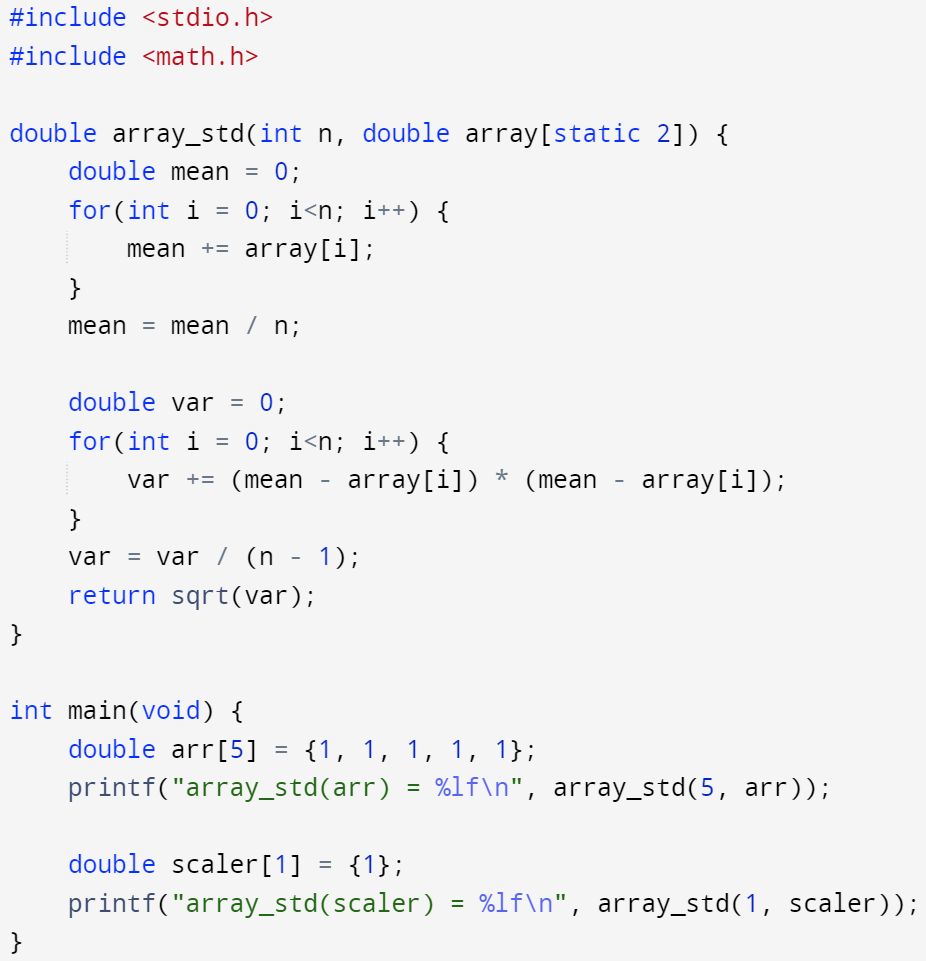 #include <stdio.h>
#include <math.h>

double array_std(int n, double array[static 2]) {
    double mean = 0;
    for(int i = 0; i<n; i++) {
        mean += array[i];
    }
    mean = mean / n;

    double var = 0;
    for(int i = 0; i<n; i++) {
        var += (mean - array[i]) * (mean - array[i]);
    }
    var = var / (n - 1);
    return sqrt(var);
}

int main(void) {
    double arr[5] = {1, 1, 1, 1, 1};
    printf("array_std(arr) = %lf\n", array_std(5, arr));

    double scaler[1] = {1};
    printf("array_std(scaler) = %lf\n", array_std(1, scaler));
}